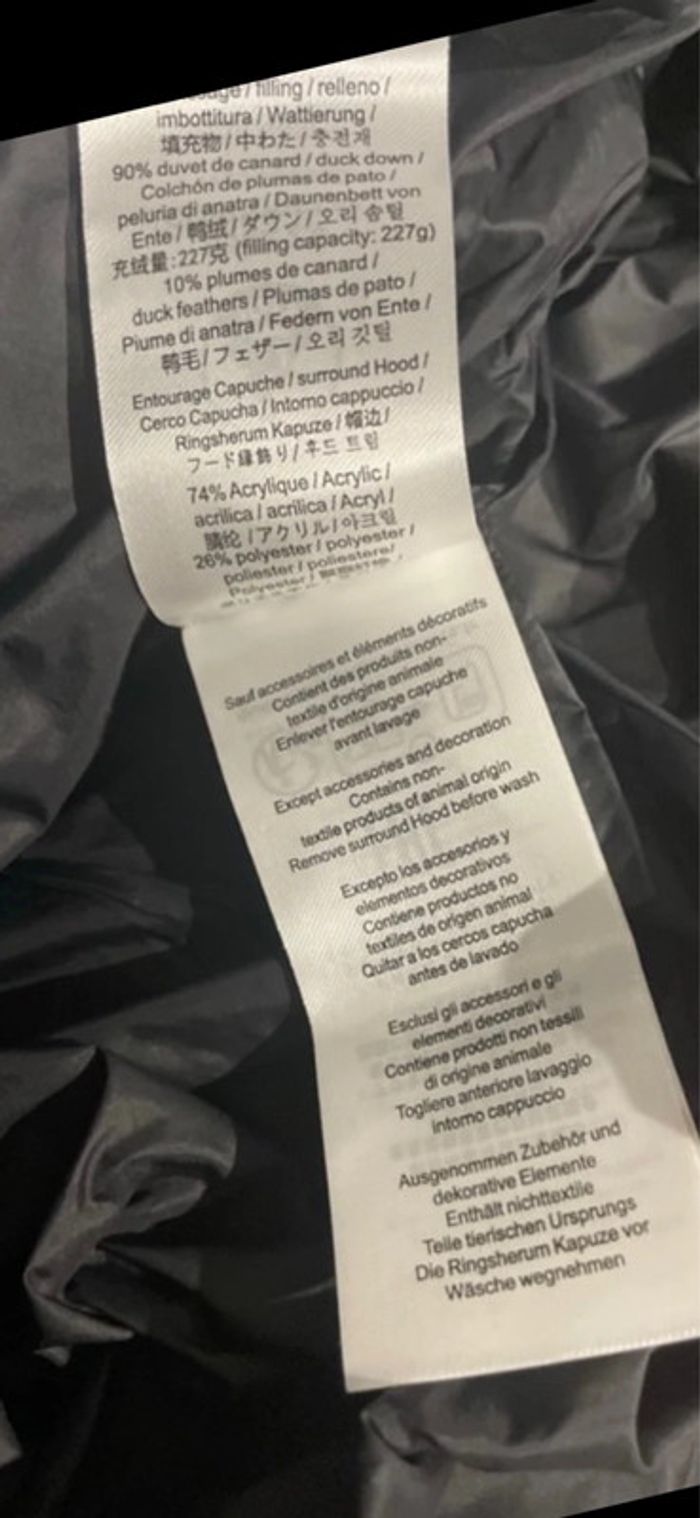 filling / relleno /
imbottitura / Wattierung /
填充物 / 中わた / 충전재
90% duvet de canard / duck down /
Colchón de plumas de pato /
peluria di anatra / Daunenbett von
Ente / 鸭绒 / ダウン / 오리 솜털
充绒量:227克 (filling capacity: 227g)
10% plumes de canard /
duck feathers / Plumas de pato /
Piume di anatra / Federn von Ente /
鸭毛 / フェザー / 오리 깃털
Entourage Capuche / surround Hood /
Cerco Capucha / Intorno cappuccio /
Ringsherum Kapuze / 帽边 /
フード縁飾り / 후드 트림
74% Acrylique / Acrylic /
acrilica / acrilica / Acryl /
腈纶 / アクリル / 아크릴
26% polyester / polyester /
poliester / poliestere/
Polyester /
Sauf accessoires et éléments décoratifs
Contient des produits non-
textile d'origine animale
Enlever l'entourage capuche
avant lavage
Except accessories and decoration
Contains non-
textile products of animal origin
Remove surround Hood before wash
Excepto los accesorios y
elementos decorativos
Contiene productos no
textiles de origen animal
Quitar a los cercos capucha
antes de lavado
Esclusi gli accessori e gli
elementi decorativi
Contiene prodotti non tessili
di origine animale
Togliere anteriore lavaggio
intorno cappuccio
Ausgenommen Zubehör und
dekorative Elemente
Enthält nichttextile
Teile tierischen Ursprungs
Die Ringsherum Kapuze vor
Wäsche wegnehmen